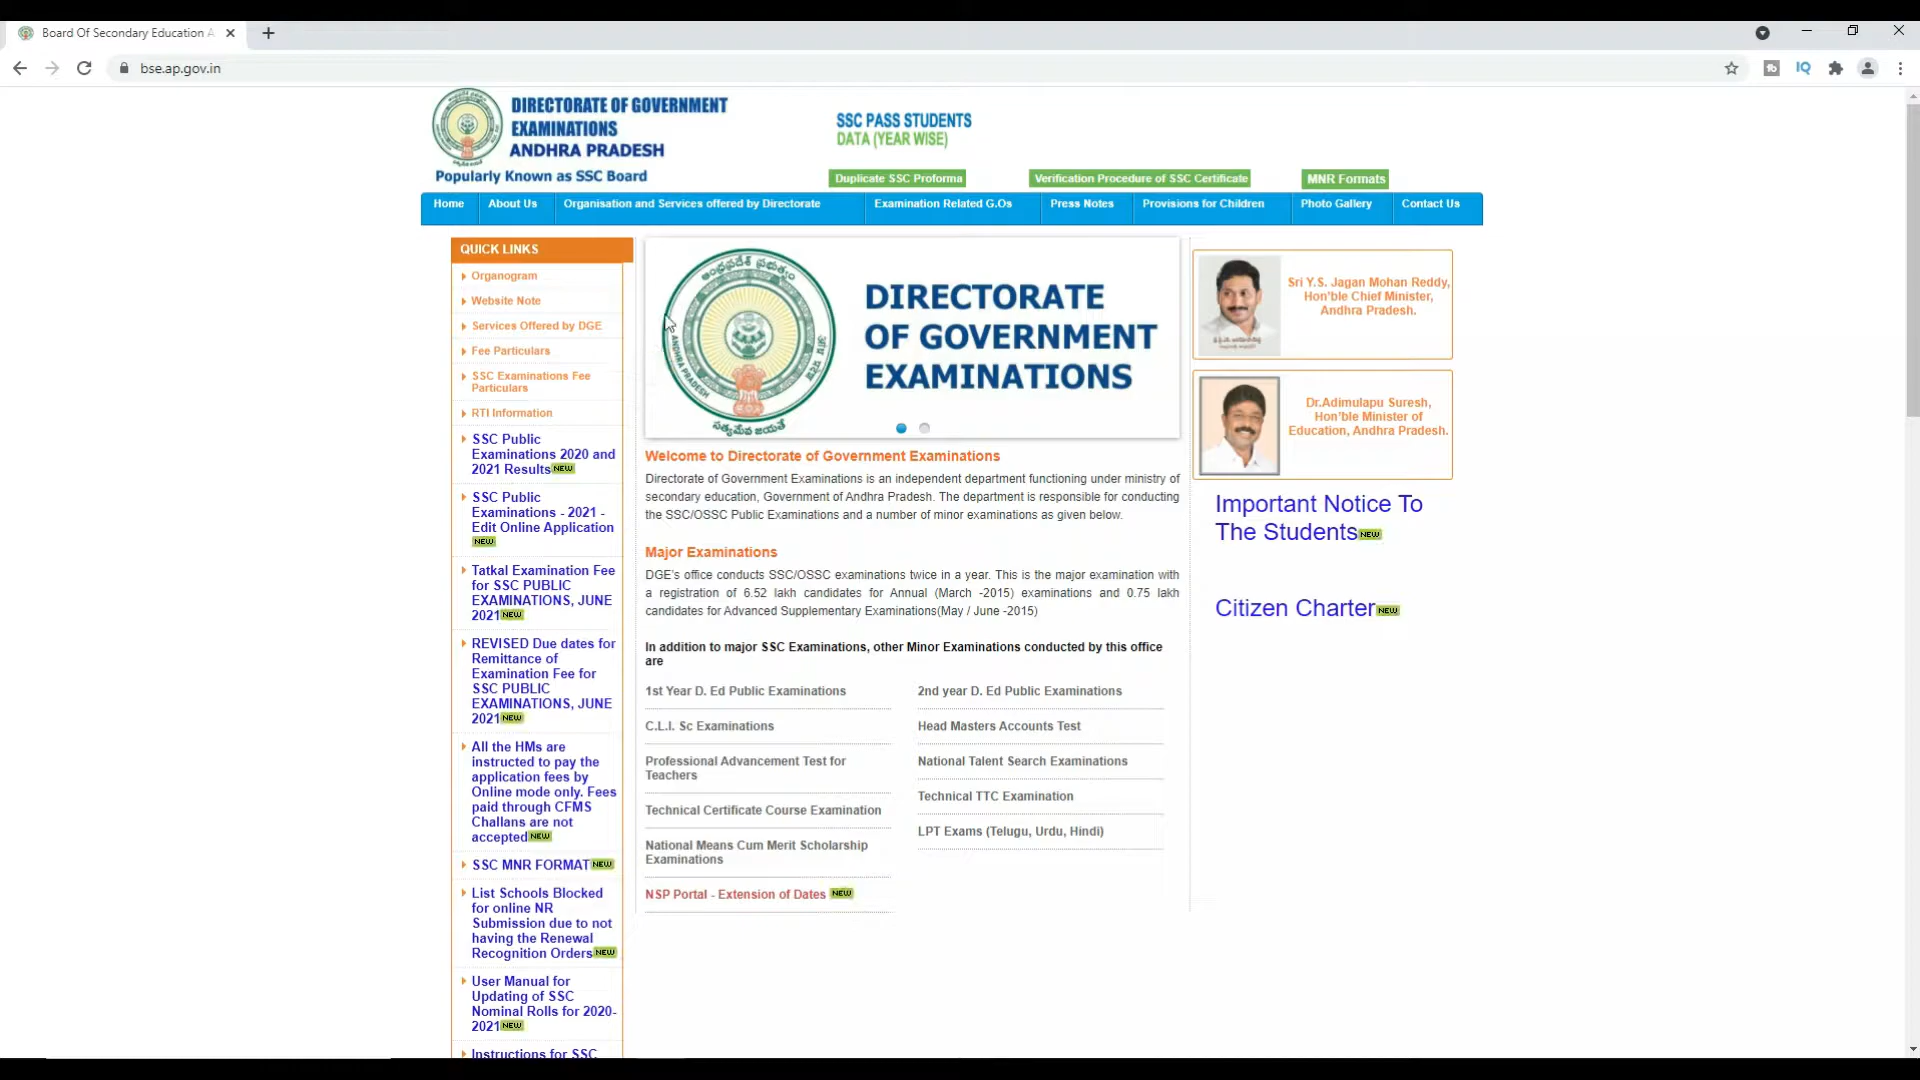 Board Of Secondary Education A
bse.ap.gov.in
IQ
DIRECTORATE OF GOVERNMENT
EXAMINATIONS
ANDHRA PRADESH
Popularly Known as SSC Board
SSC PASS STUDENTS
DATA (YEAR WISE)
Duplicate SSC Proforma
Verification Procedure of SSC Certificate
MNR Formats
Home
About Us
Organisation and Services offered by Directorate
Examination Related G.Os
Press Notes
Provisions for Children
Photo Gallery
Contact Us
QUICK LINKS
Organogram
Website Note
Services Offered by DGE
Fee Particulars
SSC Examinations Fee
Particulars
RTI Information
SSC Public
Examinations 2020 and
2021 Results NEW
SSC Public
Examinations - 2021 -
Edit Online Application
NEW
Tatkal Examination Fee
for SSC PUBLIC
EXAMINATIONS, JUNE
2021 NEW
REVISED Due dates for
Remittance of
Examination Fee for
SSC PUBLIC
EXAMINATIONS, JUNE
2021 NEW
All the HMs are
instructed to pay the
application fees by
Online mode only. Fees
paid through CFMS
Challans are not
accepted NEW
SSC MNR FORMAT NEW
List Schools Blocked
for online NR
Submission due to not
having the Renewal
Recognition Orders NEW
User Manual for
Updating of SSC
Nominal Rolls for 2020-
2021 NEW
Instructions for SSC
ఆంధ్రప్రదేశ్ ప్రభుత్వం
ANDHRA PRADESH
సత్యమేవ జయతే
DIRECTORATE
OF GOVERNMENT
EXAMINATIONS
Welcome to Directorate of Government Examinations
Directorate of Government Examinations is an independent department functioning under ministry of
secondary education, Government of Andhra Pradesh. The department is responsible for conducting
the SSC/OSSC Public Examinations and a number of minor examinations as given below.
Major Examinations
DGE's office conducts SSC/OSSC examinations twice in a year. This is the major examination with
a registration of 6.52 lakh candidates for Annual (March -2015) examinations and 0.75 lakh
candidates for Advanced Supplementary Examinations(May / June -2015)
In addition to major SSC Examinations, other Minor Examinations conducted by this office
are
1st Year D. Ed Public Examinations
C.L.I. Sc Examinations
Professional Advancement Test for
Teachers
Technical Certificate Course Examination
National Means Cum Merit Scholarship
Examinations
NSP Portal - Extension of Dates NEW
2nd year D. Ed Public Examinations
Head Masters Accounts Test
National Talent Search Examinations
Technical TTC Examination
LPT Exams (Telugu, Urdu, Hindi)
Sri Y.S. Jagan Mohan Reddy,
Hon'ble Chief Minister,
Andhra Pradesh.
Dr.Adimulapu Suresh,
Hon'ble Minister of
Education, Andhra Pradesh.
Important Notice To
The Students NEW
Citizen Charter NEW